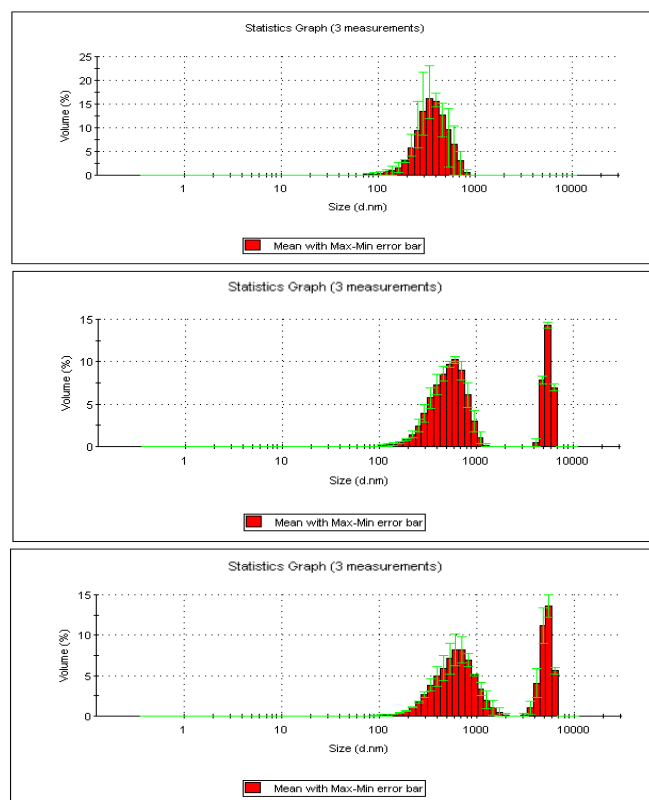 Statistics Graph (3 measurements)
25
20
15
10
5
0
Volume (%)
1 10 100 1000 10000
Size (d.nm)
Mean with Max-Min error bar
Statistics Graph (3 measurements)
15
10
5
0
Volume (%)
1 10 100 1000 10000
Size (d.nm)
Mean with Max-Min error bar
Statistics Graph (3 measurements)
15
10
5
0
Volume (%)
1 10 100 1000 10000
Size (d.nm)
Mean with Max-Min error bar